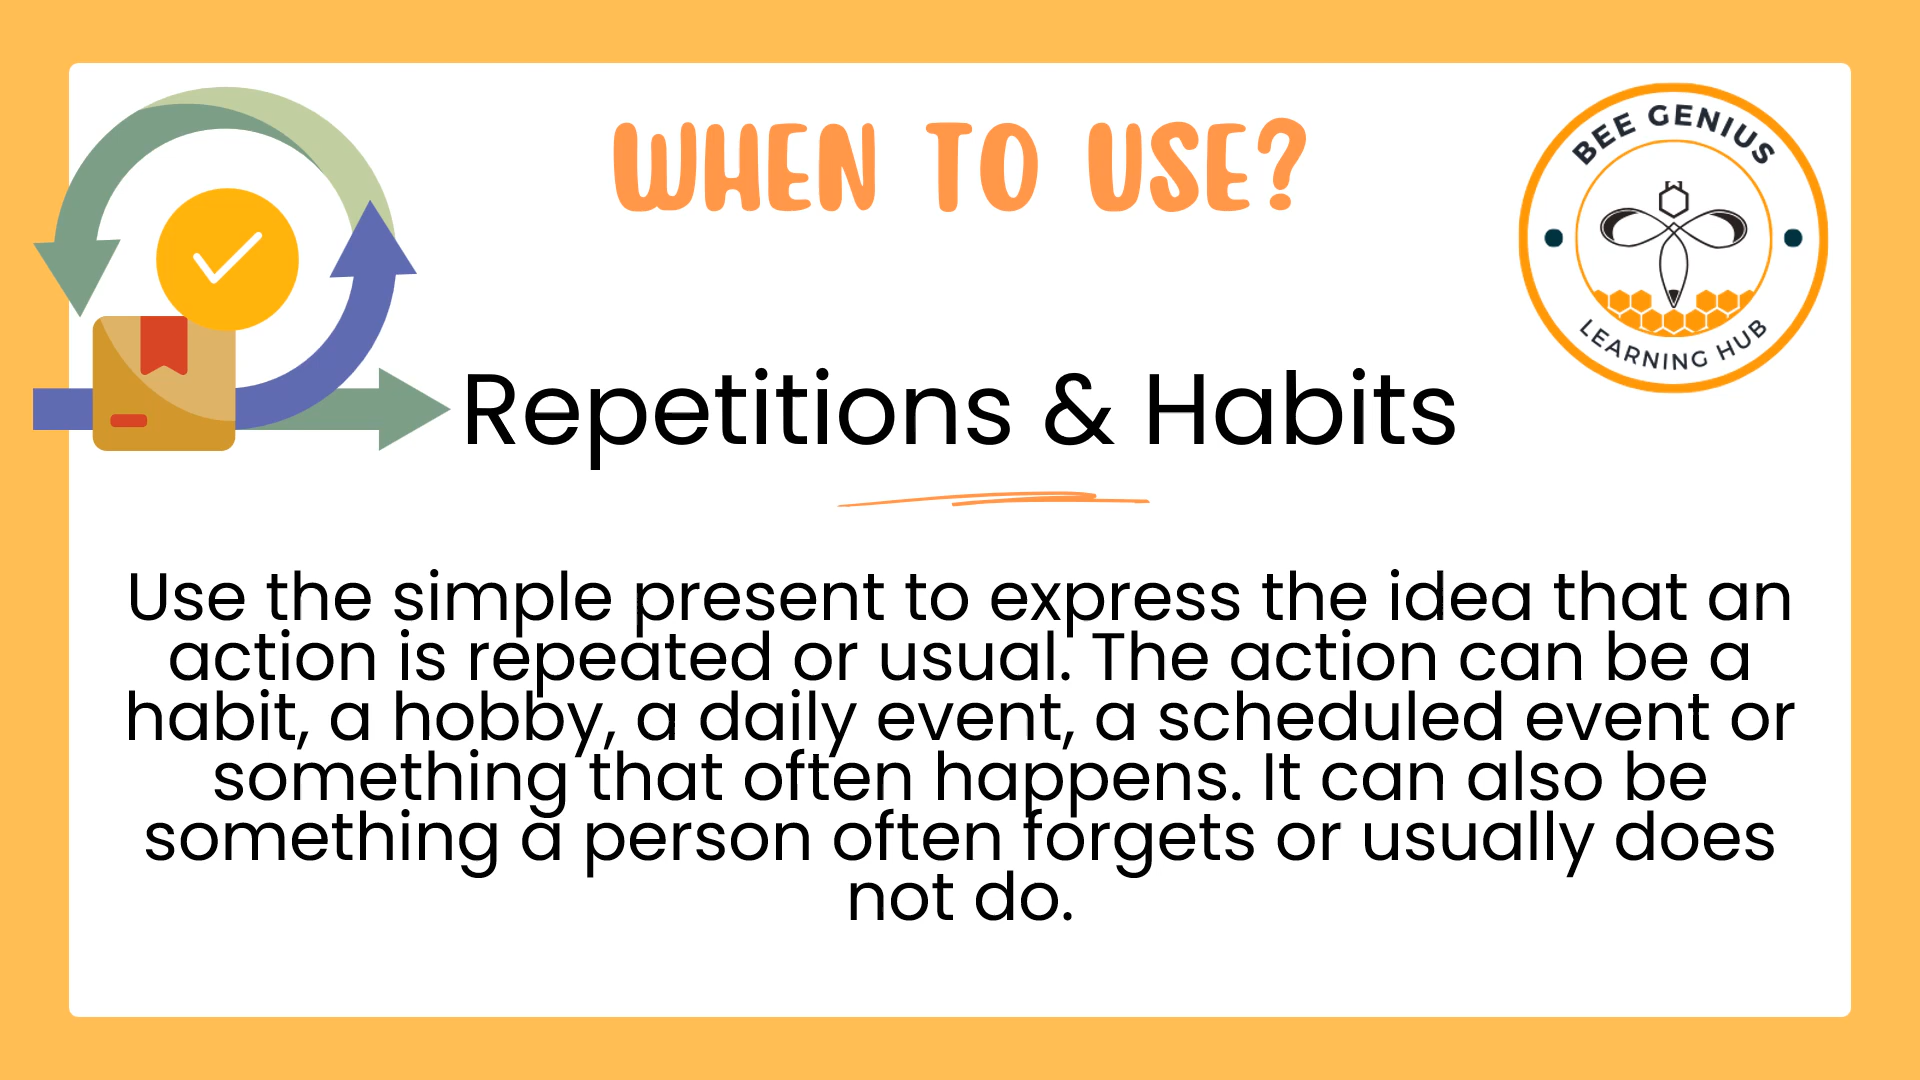 WHEN TO USE?
BEE GENIUS
LEARNING HUB
Repetitions & Habits
Use the simple present to express the idea that an
action is repeated or usual. The action can be a
habit, a hobby, a daily event, a scheduled event or
something that often happens. It can also be
something a person often forgets or usually does
not do.